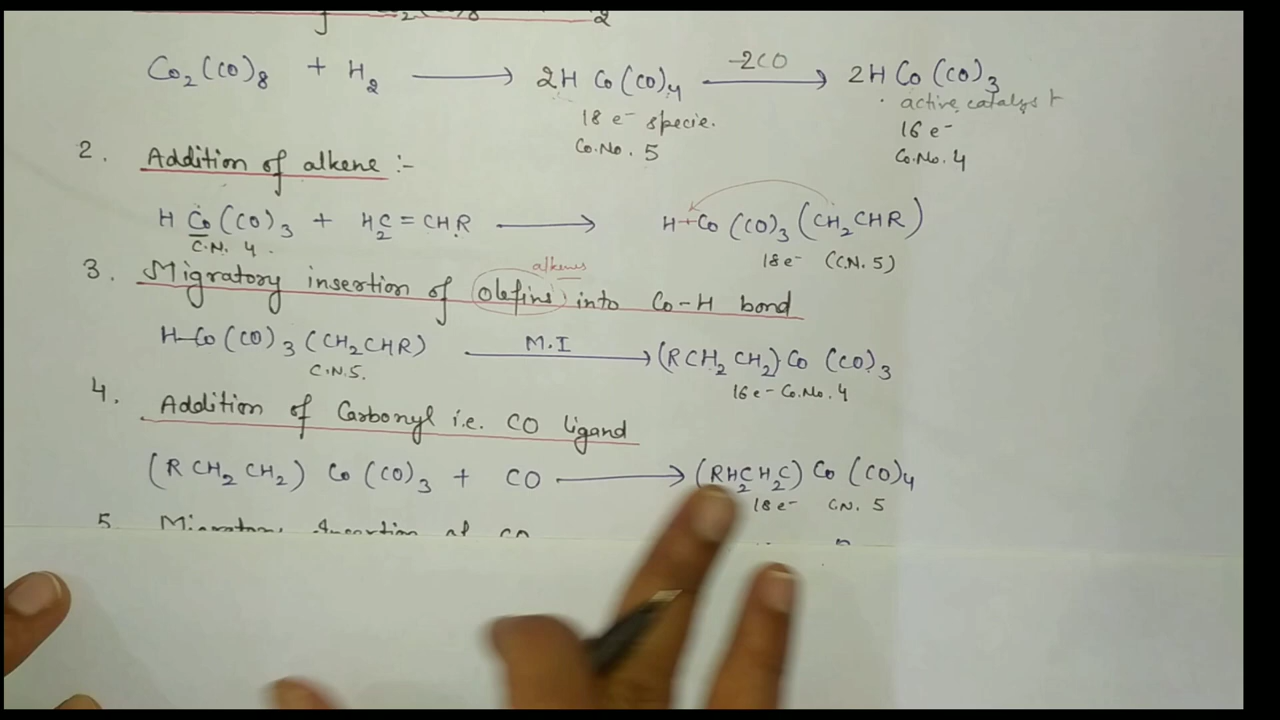 Co₂(CO)₈ + H₂ ⟶ 2H Co(CO)₄ —-2CO⟶ 2H Co(CO)₃
18 e⁻ specie. · active catalyst
Co.No. 5 16 e⁻
Co.No. 4
2. Addition of alkene :-
H Co(CO)₃ + H₂C = CHR ⟶ H-Co (CO)₃ (CH₂CHR)
C.N. 4. 18e⁻ (C.N. 5)
alkenes
3. Migratory insertion of Olefins into Co-H bond
H-Co(CO)₃(CH₂CHR) —M.I⟶ (RCH₂CH₂)Co (CO)₃
C.N.5. 16e- Co.No. 4
4. Addition of Carbonyl i.e. CO ligand
(RCH₂CH₂) Co (CO)₃ + CO ⟶ (RH₂CH₂C) Co (CO)₄
18e⁻ C.N. 5
5